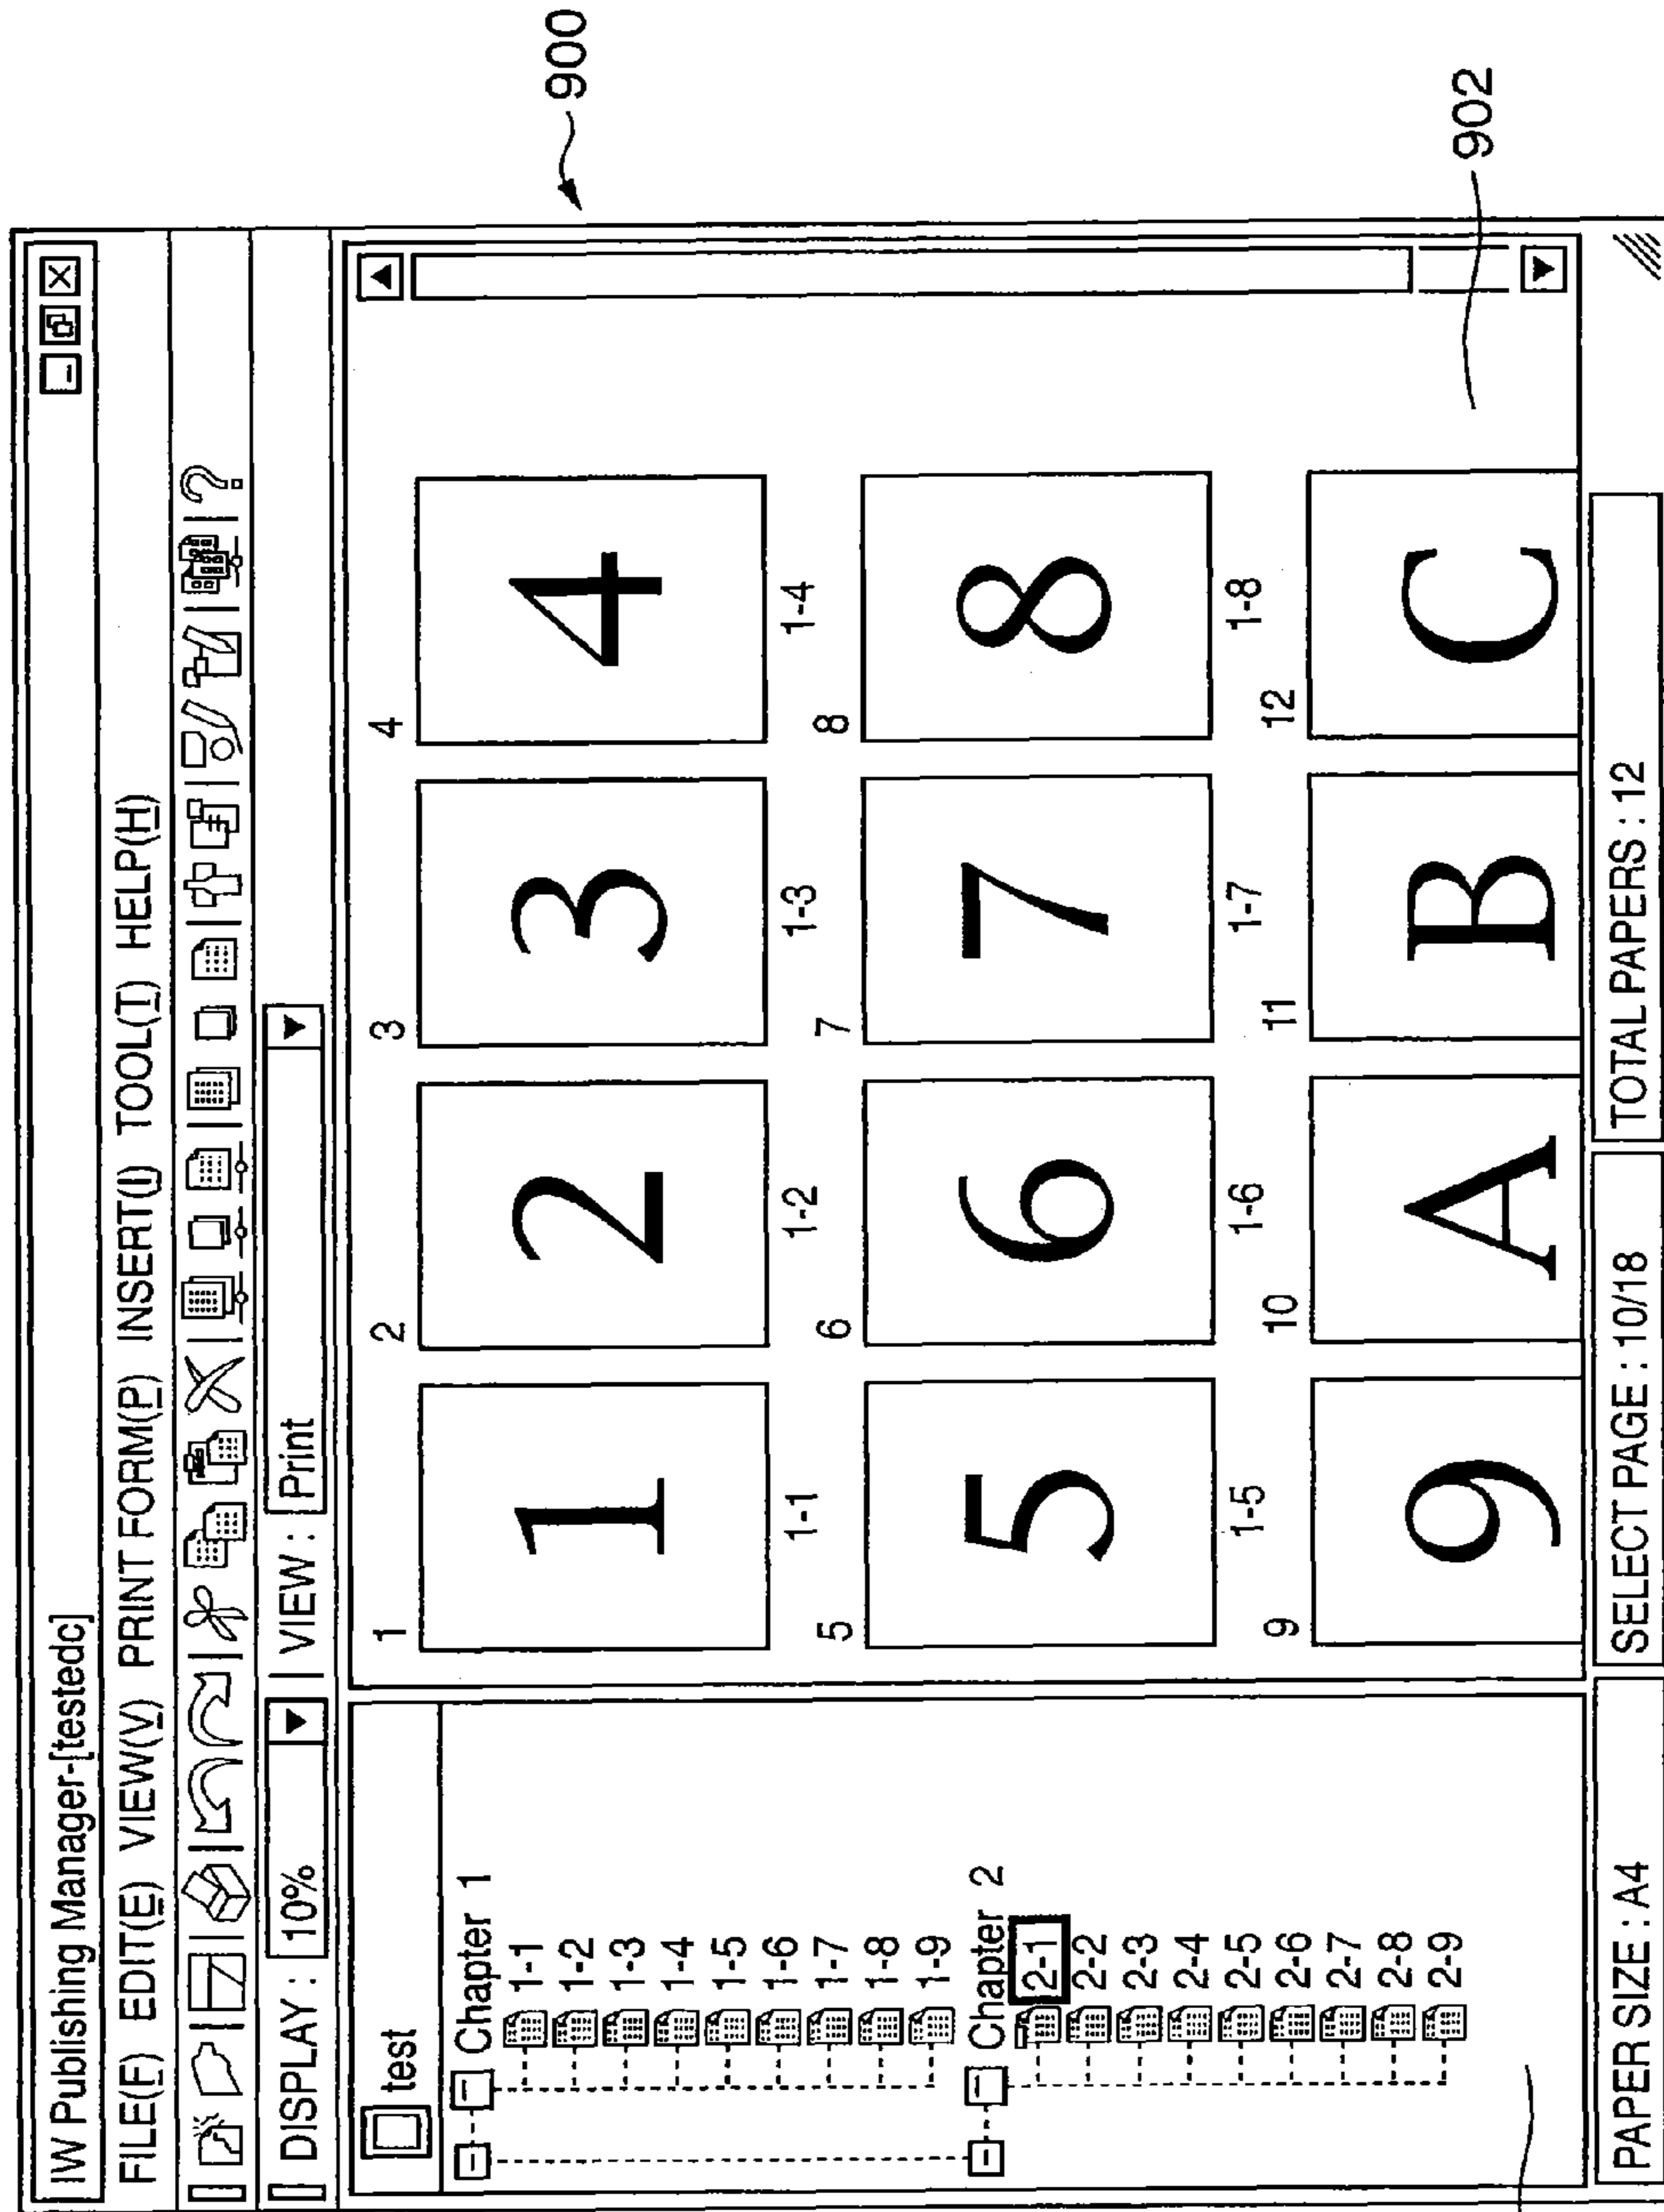 IW Publishing Manager-[testedc]
FILE(F) EDIT(E) VIEW(V) PRINT FORM(P) INSERT(I) TOOL(T) HELP(H)
?
DISPLAY : 10% VIEW : Print
test
Chapter 1
1-1
1-2
1-3
1-4
1-5
1-6
1-7
1-8
1-9
Chapter 2
2-1
2-2
2-3
2-4
2-5
2-6
2-7
2-8
2-9
1 2 3 4
1 2 3 4
1-1 1-2 1-3 1-4
5 6 7 8
5 6 7 8
1-5 1-6 1-7 1-8
9 10 11 12
9 A B C
PAPER SIZE : A4 SELECT PAGE : 10/18 TOTAL PAPERS : 12
900
902